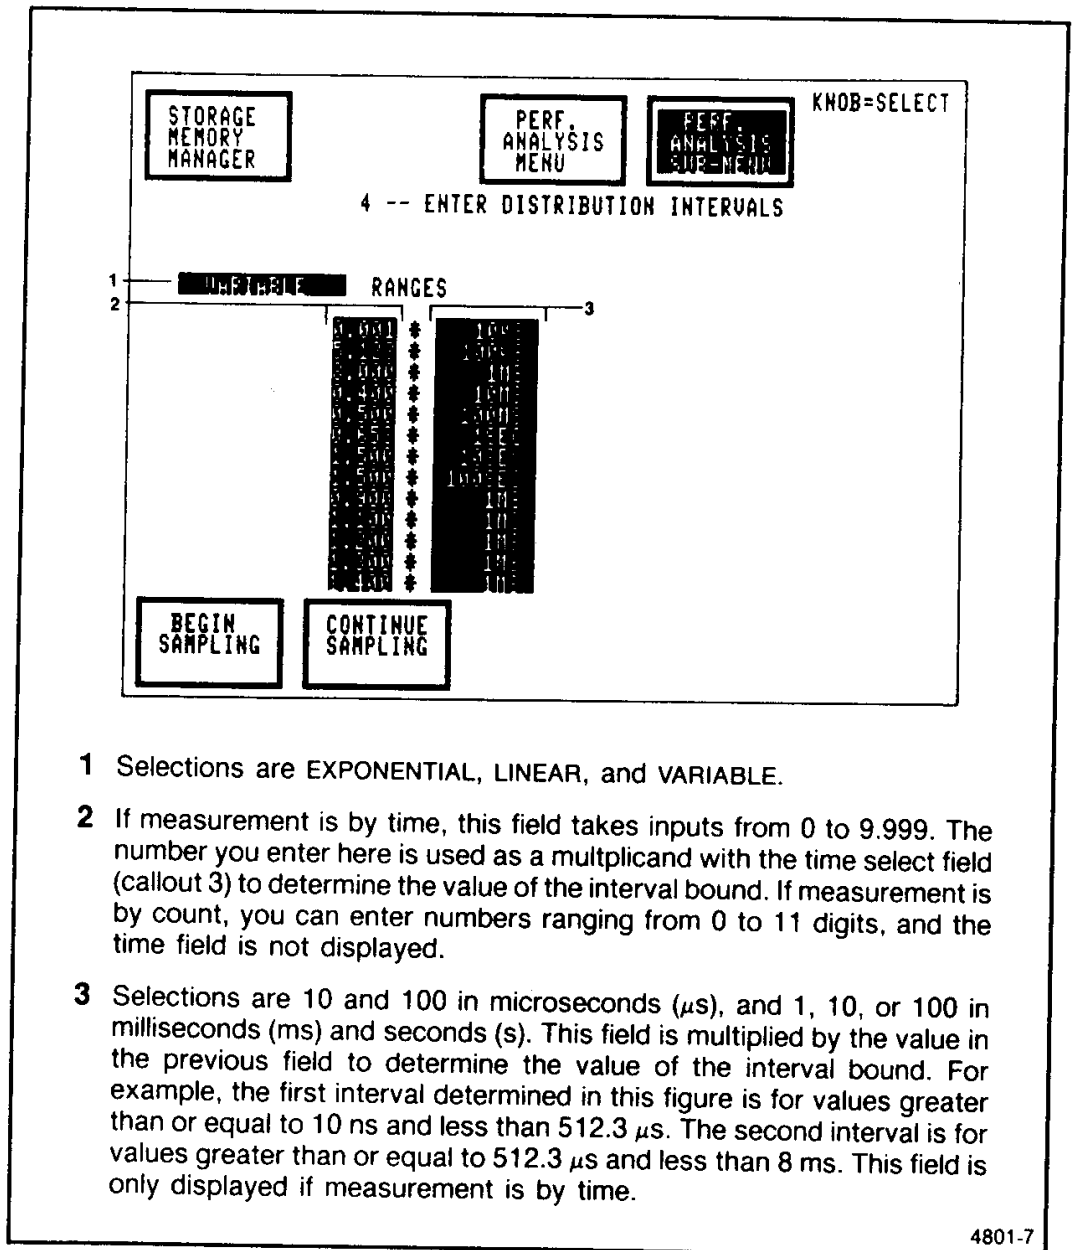 STORAGE
MEMORY
MANAGER
PERF.
ANALYSIS
MENU
PERF.
ANALYSIS
SUB-MENU
KNOB=SELECT
4 -- ENTER DISTRIBUTION INTERVALS
1
VARIABLE RANGES
2
3
0.001 *
*
*
*
*
*
*
*
*
*
*
*
*
BEGIN
SAMPLING
CONTINUE
SAMPLING
1 Selections are EXPONENTIAL, LINEAR, and VARIABLE.
2 If measurement is by time, this field takes inputs from 0 to 9.999. The
number you enter here is used as a multplicand with the time select field
(callout 3) to determine the value of the interval bound. If measurement is
by count, you can enter numbers ranging from 0 to 11 digits, and the
time field is not displayed.
3 Selections are 10 and 100 in microseconds (μs), and 1, 10, or 100 in
milliseconds (ms) and seconds (s). This field is multiplied by the value in
the previous field to determine the value of the interval bound. For
example, the first interval determined in this figure is for values greater
than or equal to 10 ns and less than 512.3 μs. The second interval is for
values greater than or equal to 512.3 μs and less than 8 ms. This field is
only displayed if measurement is by time.
4801-7